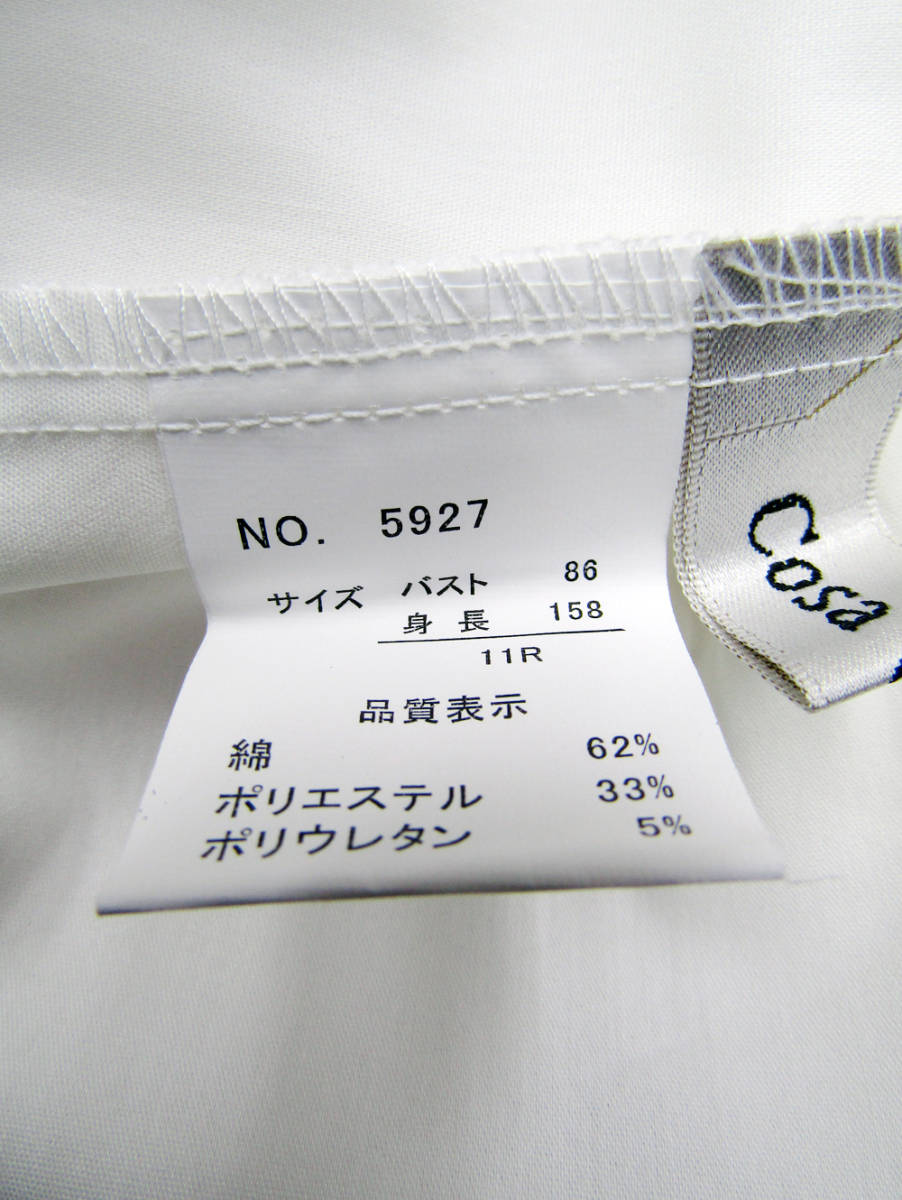 NO. 5927
サイズ バスト 86
身長 158
11R
品質表示
綿 62%
ポリエステル 33%
ポリウレタン 5%
Cosa